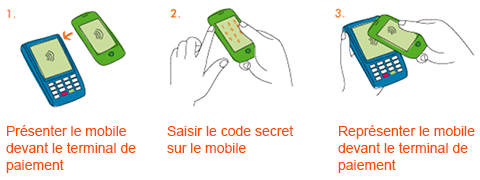 1.
Présenter le mobile
devant le terminal de
paiement
2.
Saisir le code secret
sur le mobile
3.
Représenter le mobile
devant le terminal de
paiement